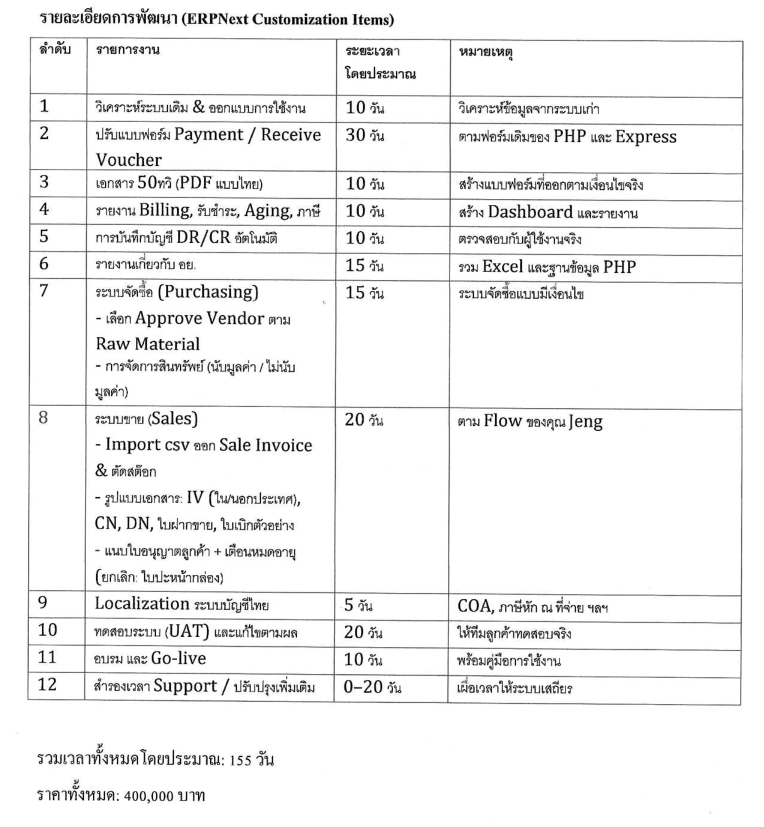 รายละเอียดการพัฒนา (ERPNext Customization Items)
ลำดับ รายการงาน ระยะเวลา หมายเหตุ
โดยประมาณ
1 วิเคราะห์ระบบเดิม & ออกแบบการใช้งาน 10 วัน วิเคราะห์ข้อมูลจากระบบเก่า
2 ปรับแบบฟอร์ม Payment / Receive 30 วัน ตามฟอร์มเดิมของ PHP และ Express
Voucher
3 เอกสาร 50ทวิ (PDF แบบไทย) 10 วัน สร้างแบบฟอร์มที่ออกตามเงื่อนไขจริง
4 รายงาน Billing, รับชำระ, Aging, ภาษี 10 วัน สร้าง Dashboard และรายงาน
5 การบันทึกบัญชี DR/CR อัตโนมัติ 10 วัน ตรวจสอบกับผู้ใช้งานจริง
6 รายงานเกี่ยวกับ อย. 15 วัน รวม Excel และฐานข้อมูล PHP
7 ระบบจัดซื้อ (Purchasing) 15 วัน ระบบจัดซื้อแบบมีเงื่อนไข
- เลือก Approve Vendor ตาม
Raw Material
- การจัดการสินทรัพย์ (นับมูลค่า / ไม่นับ
มูลค่า)
8 ระบบขาย (Sales) 20 วัน ตาม Flow ของคุณ Jeng
- Import csv ออก Sale Invoice
& ตัดสต๊อก
- รูปแบบเอกสาร: IV (ใน/นอกประเทศ),
CN, DN, ใบฝากขาย, ใบเบิกตัวอย่าง
- แนบใบอนุญาตลูกค้า + เตือนหมดอายุ
(ยกเลิก: ใบปะหน้ากล่อง)
9 Localization ระบบบัญชีไทย 5 วัน COA, ภาษีหัก ณ ที่จ่าย ฯลฯ
10 ทดสอบระบบ (UAT) และแก้ไขตามผล 20 วัน ให้ทีมลูกค้าทดสอบจริง
11 อบรม และ Go-live 10 วัน พร้อมคู่มือการใช้งาน
12 สำรองเวลา Support / ปรับปรุงเพิ่มเติม 0–20 วัน เผื่อเวลาให้ระบบเสถียร
รวมเวลาทั้งหมดโดยประมาณ: 155 วัน
ราคาทั้งหมด: 400,000 บาท